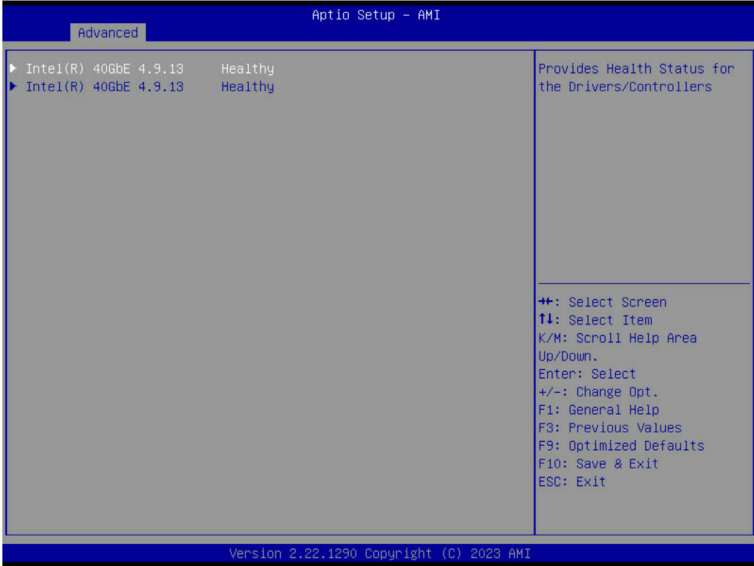 Aptio Setup – AMI
Advanced
▶ Intel(R) 40GbE 4.9.13 Healthy
▶ Intel(R) 40GbE 4.9.13 Healthy
Provides Health Status for
the Drivers/Controllers
→←: Select Screen
↑↓: Select Item
K/M: Scroll Help Area
Up/Down.
Enter: Select
+/-: Change Opt.
F1: General Help
F3: Previous Values
F9: Optimized Defaults
F10: Save & Exit
ESC: Exit
Version 2.22.1290 Copyright (C) 2023 AMI